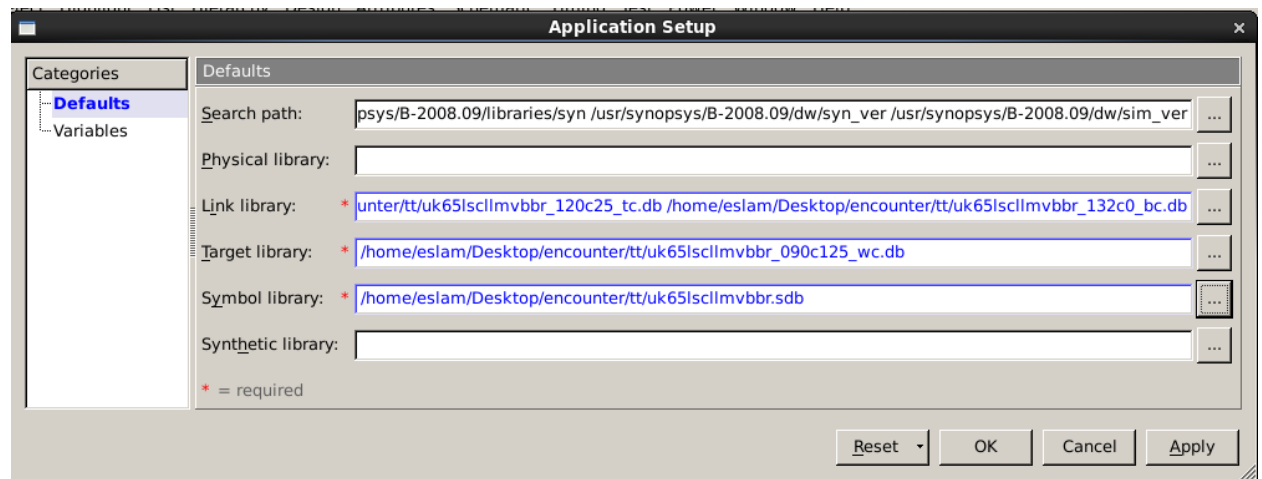 Application Setup
Categories
Defaults
Variables
Defaults
Search path: psys/B-2008.09/libraries/syn /usr/synopsys/B-2008.09/dw/syn_ver /usr/synopsys/B-2008.09/dw/sim_ver ...
Physical library: ...
Link library: * unter/tt/uk65lscllmvbbr_120c25_tc.db /home/eslam/Desktop/encounter/tt/uk65lscllmvbbr_132c0_bc.db ...
Target library: * /home/eslam/Desktop/encounter/tt/uk65lscllmvbbr_090c125_wc.db ...
Symbol library: * /home/eslam/Desktop/encounter/tt/uk65lscllmvbbr.sdb ...
Synthetic library: ...
* = required
Reset OK Cancel Apply